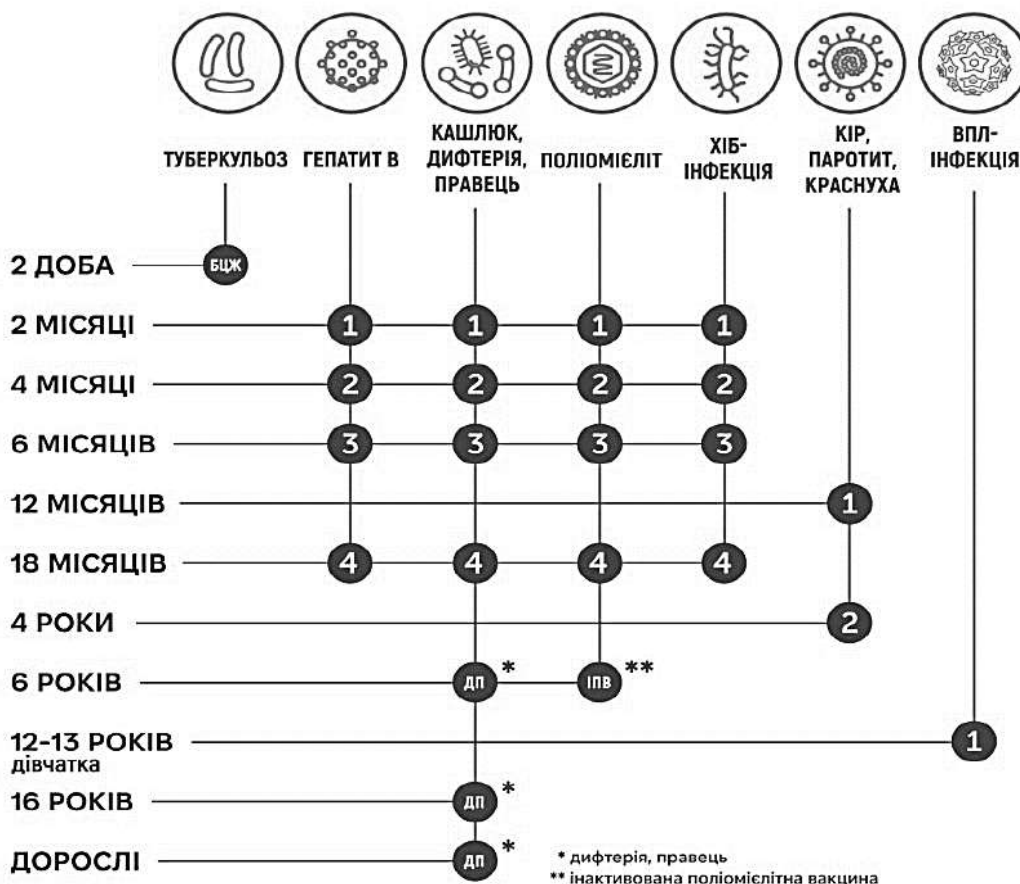 ТУБЕРКУЛЬОЗ
ГЕПАТИТ В
КАШЛЮК,
ДИФТЕРІЯ,
ПРАВЕЦЬ
ПОЛІОМІЄЛІТ
ХІБ-
ІНФЕКЦІЯ
КІР,
ПАРОТИТ,
КРАСНУХА
ВПЛ-
ІНФЕКЦІЯ
2 ДОБА БЦЖ
2 МІСЯЦІ 1 1 1 1
4 МІСЯЦІ 2 2 2 2
6 МІСЯЦІВ 3 3 3 3
12 МІСЯЦІВ 1
18 МІСЯЦІВ 4 4 4 4
4 РОКИ 2
6 РОКІВ ДП * ІПВ **
12-13 РОКІВ 1
дівчатка
16 РОКІВ ДП *
ДОРОСЛІ ДП *
* дифтерія, правець
** інактивована поліомієлітна вакцина